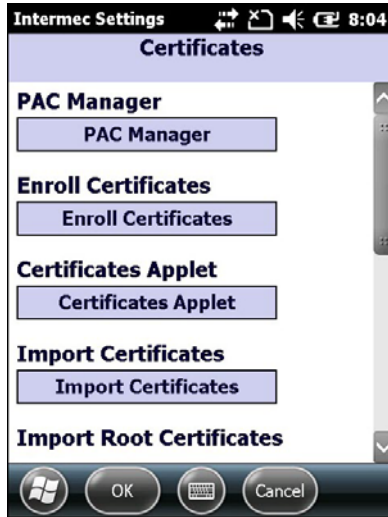 Intermec Settings 8:04
Certificates
PAC Manager
PAC Manager
Enroll Certificates
Enroll Certificates
Certificates Applet
Certificates Applet
Import Certificates
Import Certificates
Import Root Certificates
OK Cancel